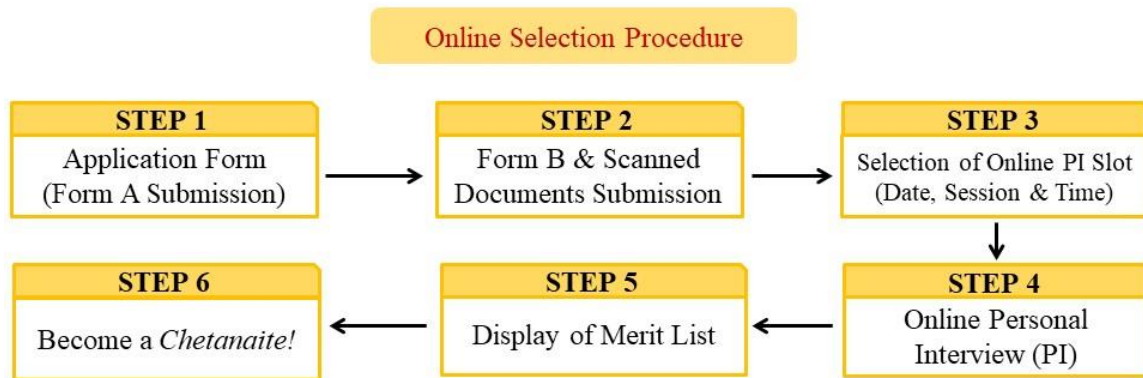 Online Selection Procedure
STEP 1
Application Form
(Form A Submission)
STEP 2
Form B & Scanned
Documents Submission
STEP 3
Selection of Online PI Slot
(Date, Session & Time)
STEP 4
Online Personal
Interview (PI)
STEP 5
Display of Merit List
STEP 6
Become a Chetanaite!